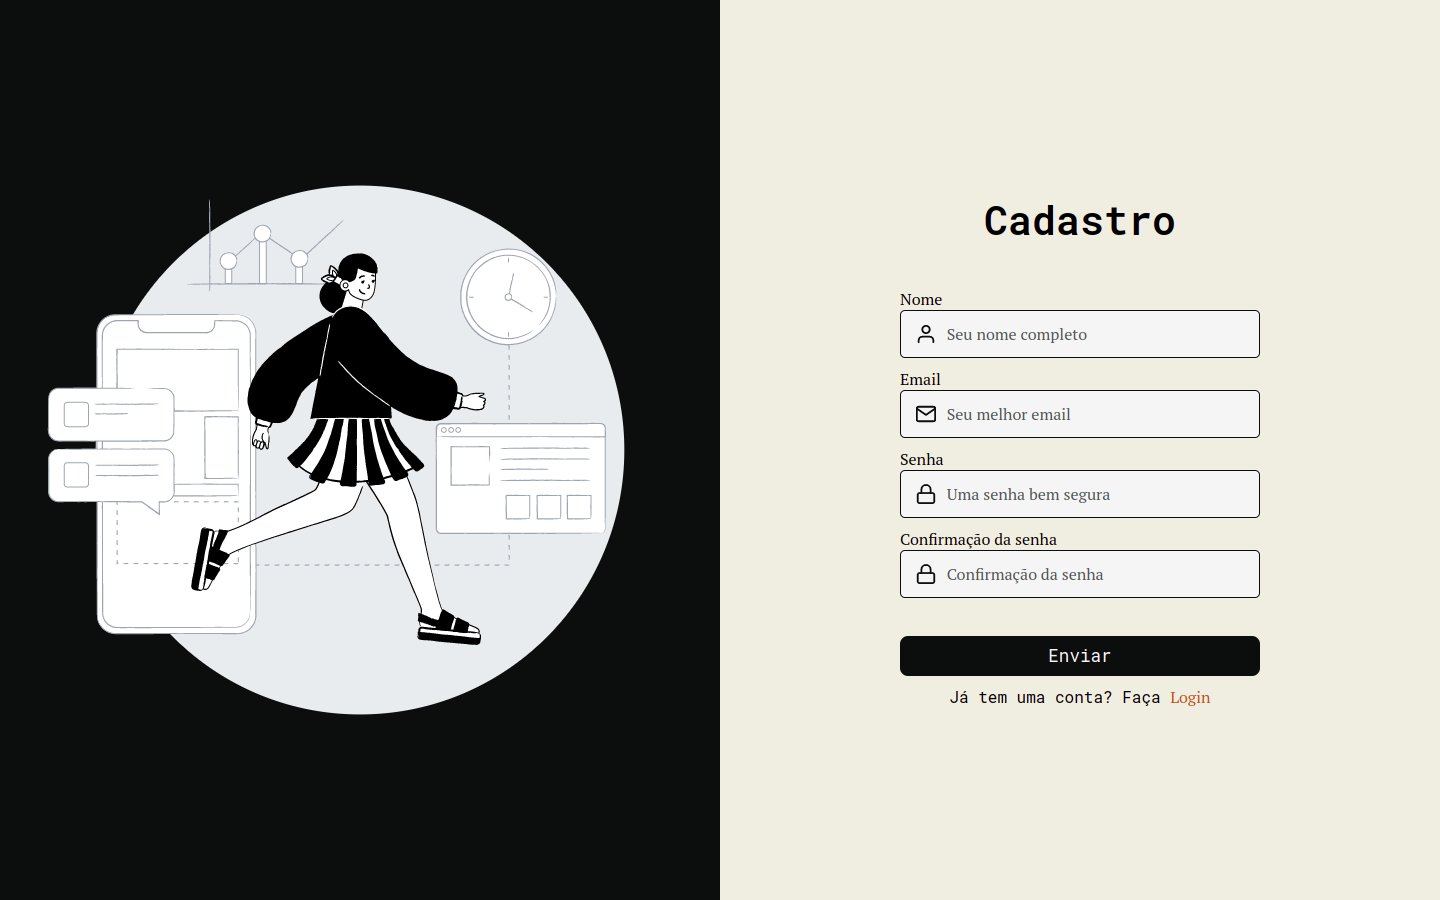 Cadastro
Nome
Seu nome completo
Email
Seu melhor email
Senha
Uma senha bem segura
Confirmação da senha
Confirmação da senha
Enviar
Já tem uma conta? Faça Login